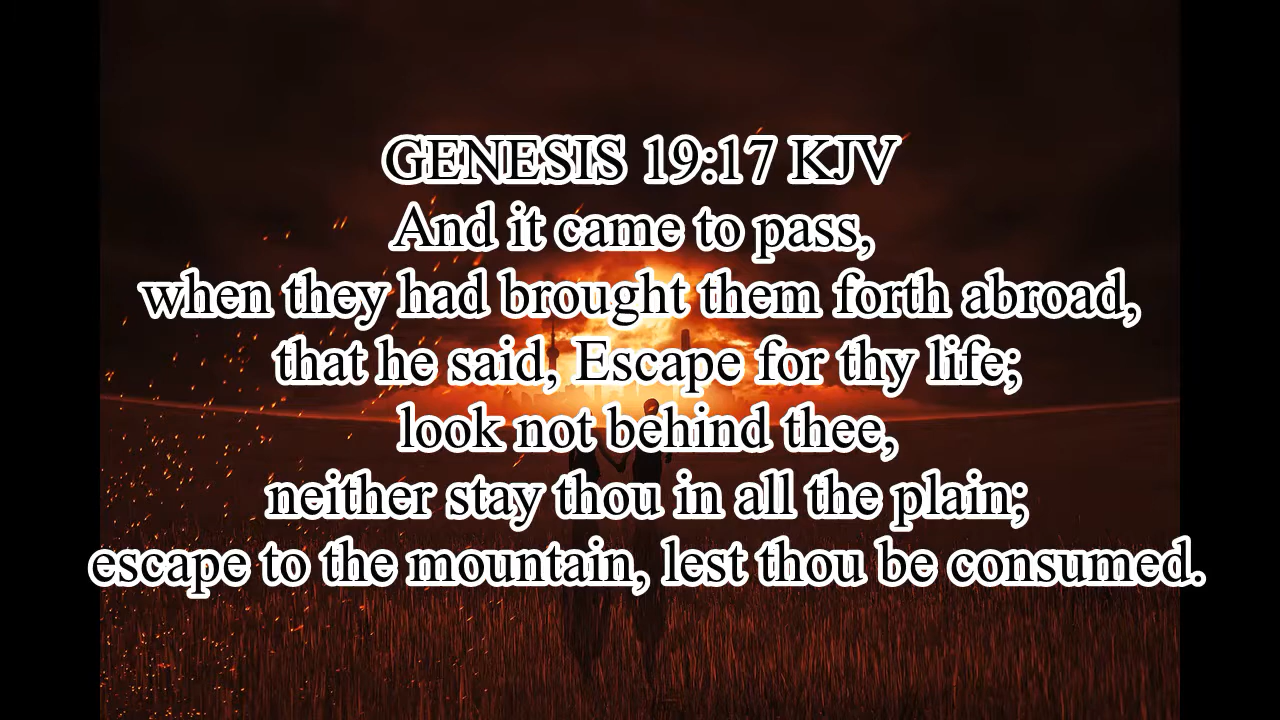 GENESIS 19:17 KJV
And it came to pass,
when they had brought them forth abroad,
that he said, Escape for thy life;
look not behind thee,
neither stay thou in all the plain;
escape to the mountain, lest thou be consumed.